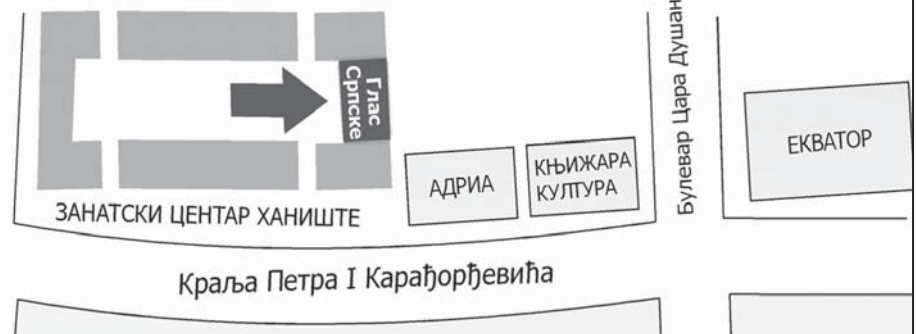 Глас
Српске
Булевар Цара Душан
ЕКВАТОР
АДРИА
КЊИЖАРА
КУЛТУРА
ЗАНАТСКИ ЦЕНТАР ХАНИШТЕ
Краља Петра I Карађорђевића